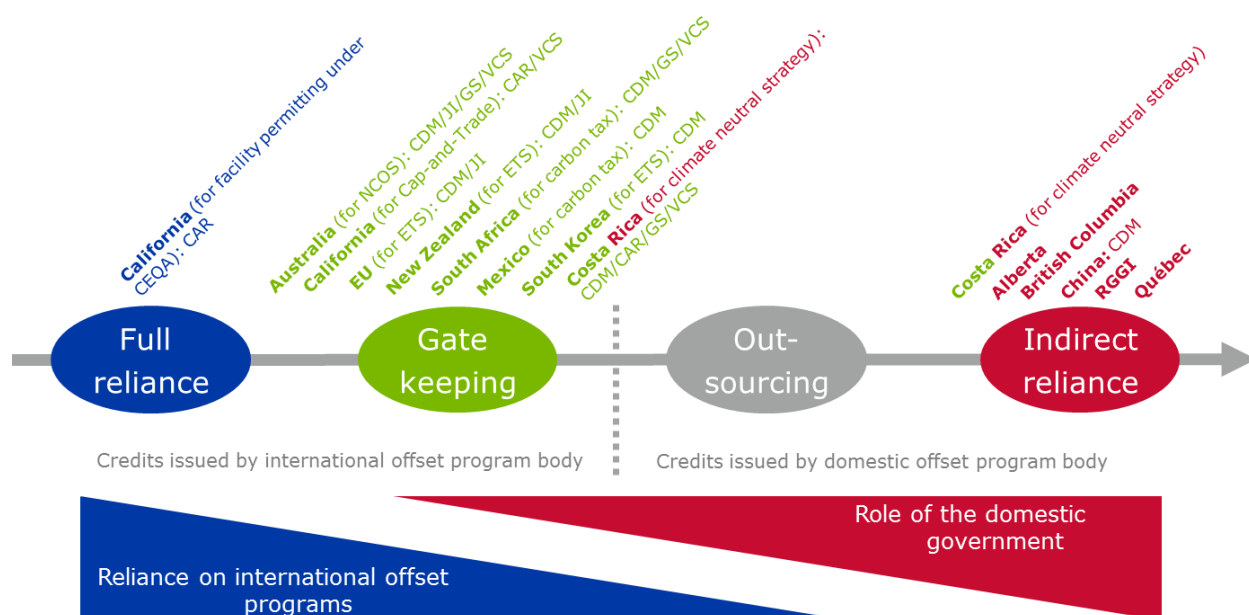 California (for facility permitting under
CEQA): CAR
Australia (for NCOS): CDM/JI/GS/VCS
California (for Cap-and-Trade): CAR/VCS
EU (for ETS): CDM/JI
New Zealand (for ETS): CDM/JI
South Africa (for carbon tax): CDM/GS/VCS
Mexico (for carbon tax): CDM
South Korea (for ETS): CDM
Costa Rica (for climate neutral strategy):
CDM/CAR/GS/VCS
Costa Rica (for climate neutral strategy)
Alberta
British Columbia
China: CDM
RGGI
Québec
Full
reliance
Gate
keeping
Out-
sourcing
Indirect
reliance
Credits issued by international offset program body
Credits issued by domestic offset program body
Role of the domestic
government
Reliance on international offset
programs